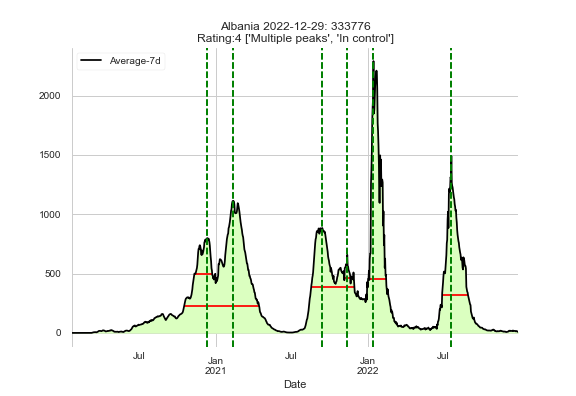 Albania 2022-12-29: 333776
Rating:4 ['Multiple peaks', 'In control']
Average-7d
2000
1500
1000
500
0
Jul
Jan
2021
Jul
Jan
2022
Jul
Date